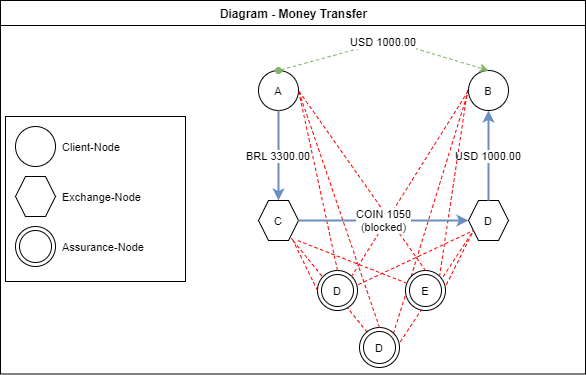 Diagram - Money Transfer
USD 1000.00
A
B
Client-Node
BRL 3300.00
USD 1000.00
Exchange-Node
C
COIN 1050
(blocked)
D
Assurance-Node
D
E
D